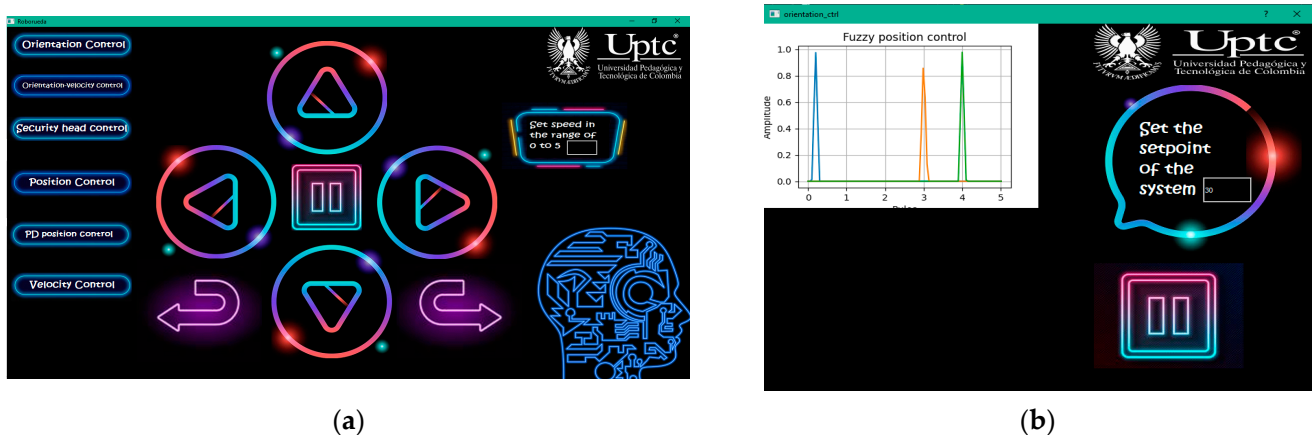 Roborueda
Orientation Control
Orientation-velocity control
Security head control
Position Control
PD position control
Velocity Control
Uptc®
Universidad Pedagógica y
Tecnológica de Colombia
Set speed in
the range of
0 to 5
(a)
orientation_ctrl
?
Fuzzy position control
Amplitude
1.0
0.8
0.6
0.4
0.2
0.0
0 1 2 3 4 5
Uptc®
Universidad Pedagógica y
Tecnológica de Colombia
Set the
setpoint
of the
system 30
(b)